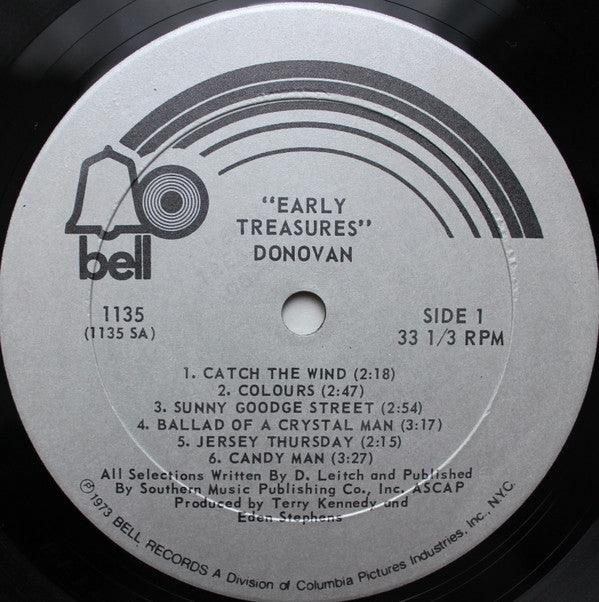 bell
"EARLY
TREASURES"
DONOVAN
1135
(1135 SA)
SIDE 1
33 1/3 RPM
1. CATCH THE WIND (2:18)
2. COLOURS (2:47)
3. SUNNY GOODGE STREET (2:54)
4. BALLAD OF A CRYSTAL MAN (3:17)
5. JERSEY THURSDAY (2:15)
6. CANDY MAN (3:27)
All Selections Written By D. Leitch and Published
By Southern Music Publishing Co., Inc. ASCAP
Produced by Terry Kennedy and
Eden Stephens
℗1973 BELL RECORDS A Division of Columbia Pictures Industries, Inc., N.Y.C.